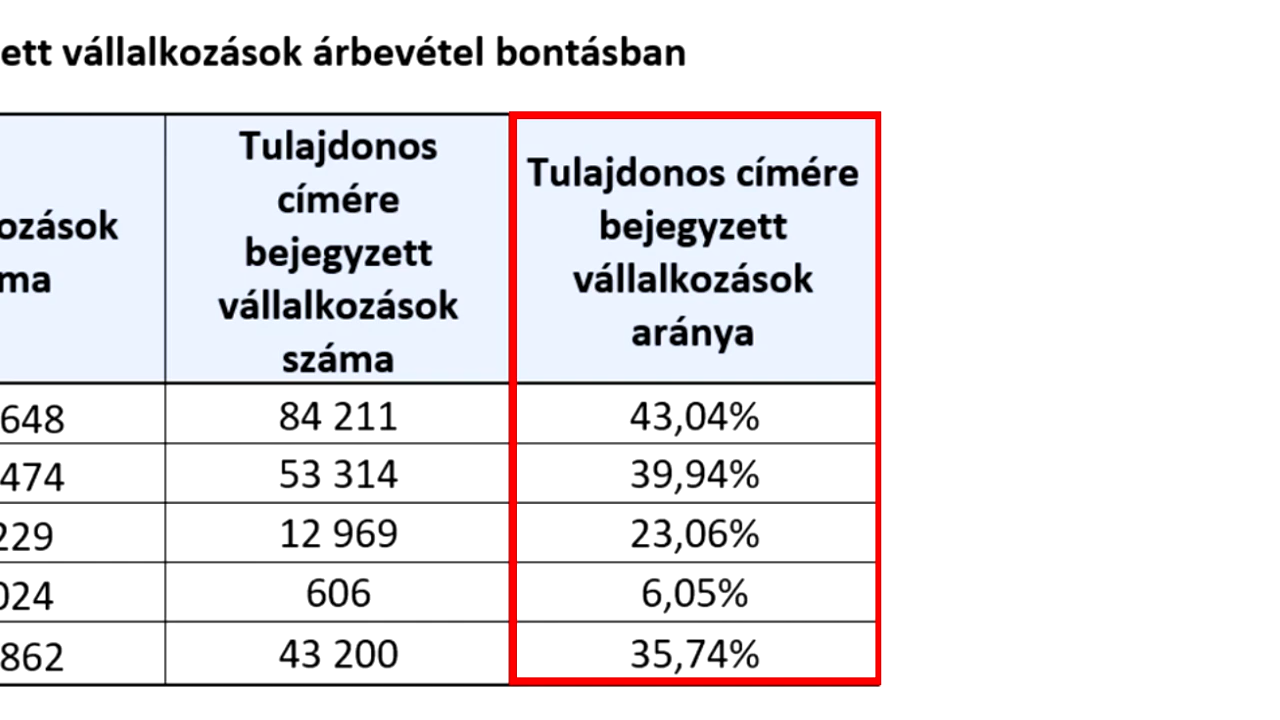 ett vállalkozások árbevétel bontásban
Tulajdonos
címére
bejegyzett
vállalkozások
száma
Tulajdonos címére
bejegyzett
vállalkozások
aránya
ozások
ma
648 84 211 43,04%
474 53 314 39,94%
229 12 969 23,06%
024 606 6,05%
862 43 200 35,74%